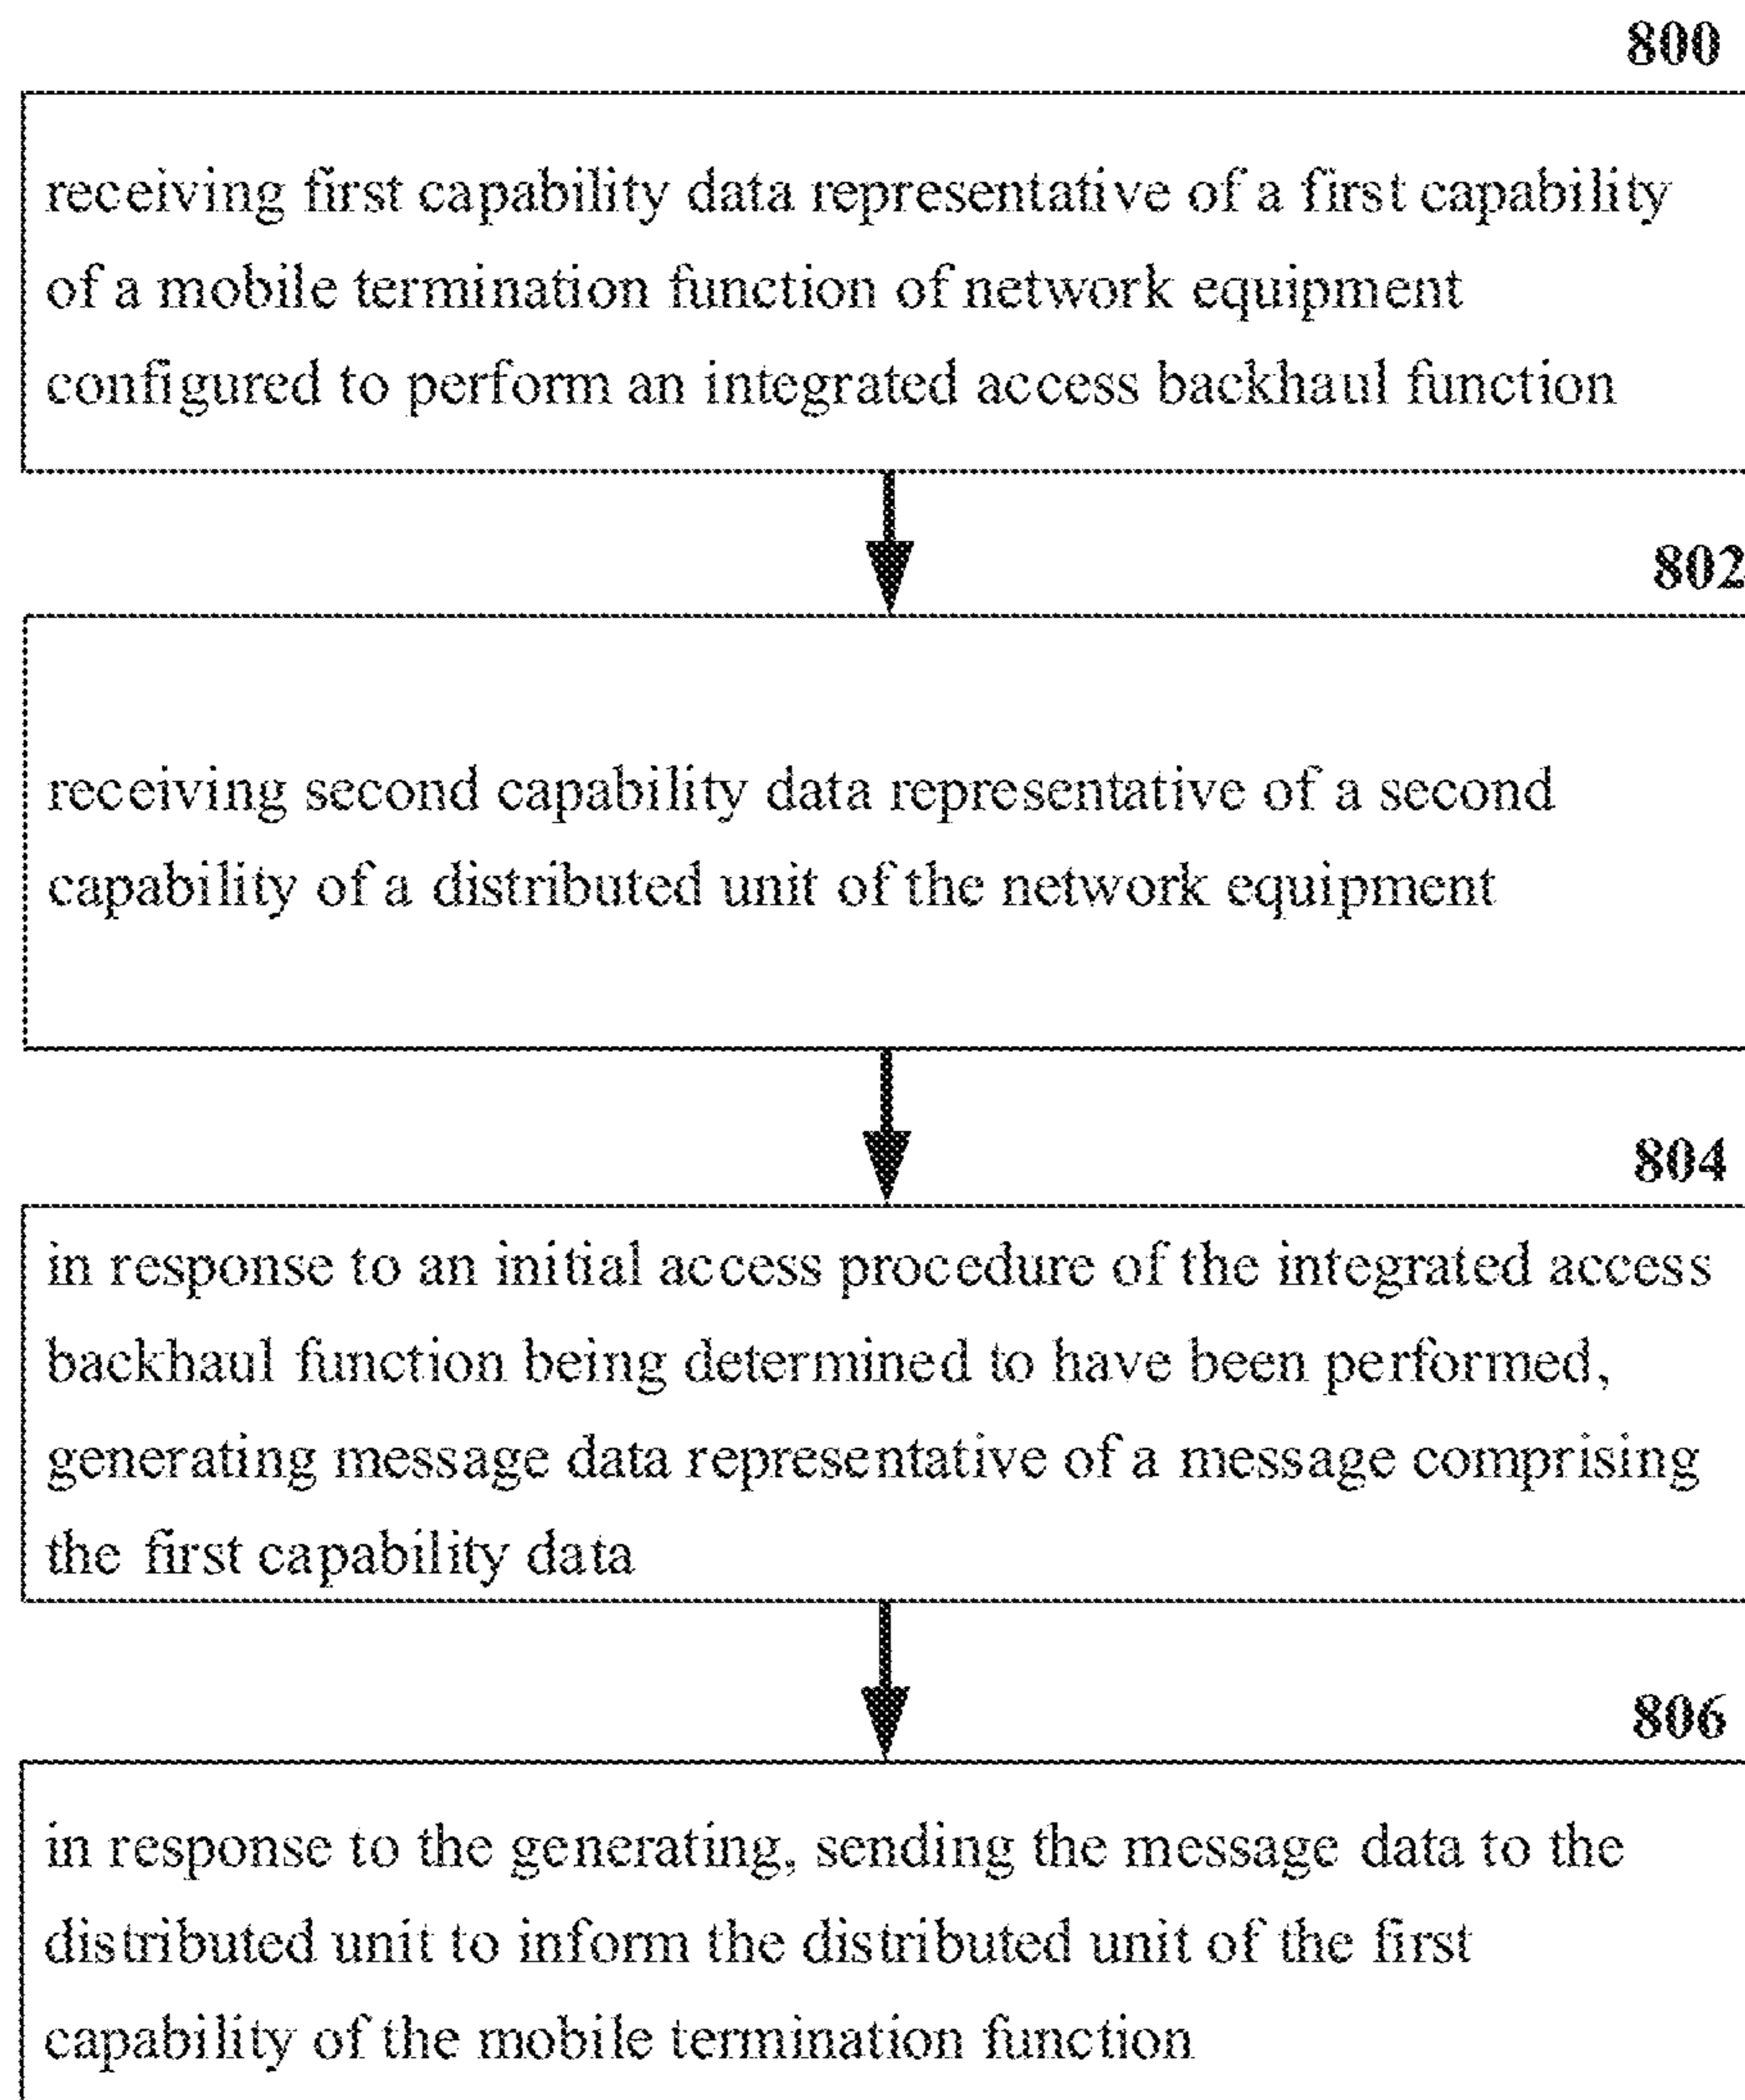 800
receiving first capability data representative of a first capability
of a mobile termination function of network equipment
configured to perform an integrated access backhaul function
802
receiving second capability data representative of a second
capability of a distributed unit of the network equipment
804
in response to an initial access procedure of the integrated access
backhaul function being determined to have been performed,
generating message data representative of a message comprising
the first capability data
806
in response to the generating, sending the message data to the
distributed unit to inform the distributed unit of the first
capability of the mobile termination function